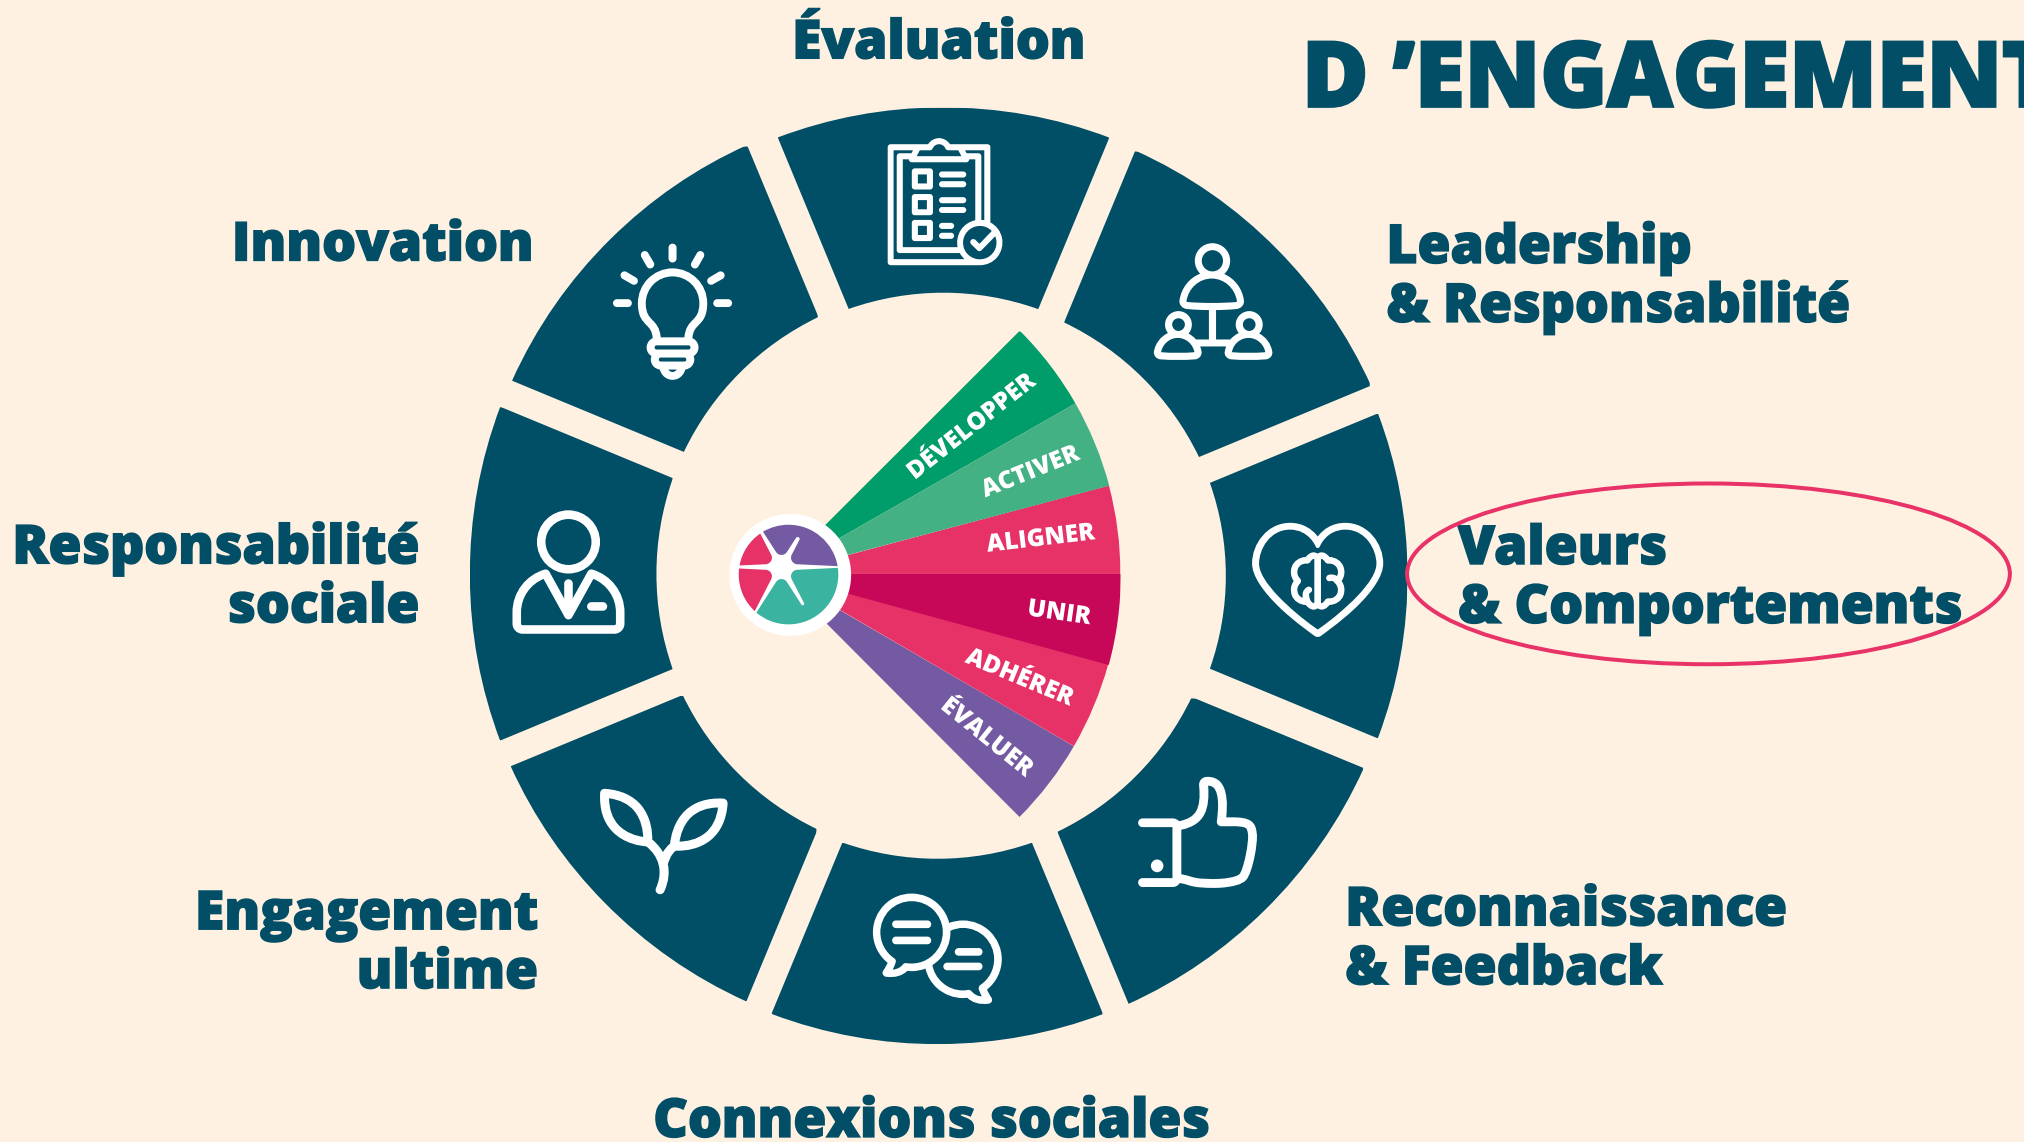 Évaluation
D ’ENGAGEMENT
Innovation
Leadership
& Responsabilité
DÉVELOPPER
ACTIVER
ALIGNER
UNIR
ADHÉRER
ÉVALUER
Responsabilité
sociale
Valeurs
& Comportements
Engagement
ultime
Reconnaissance
& Feedback
Connexions sociales